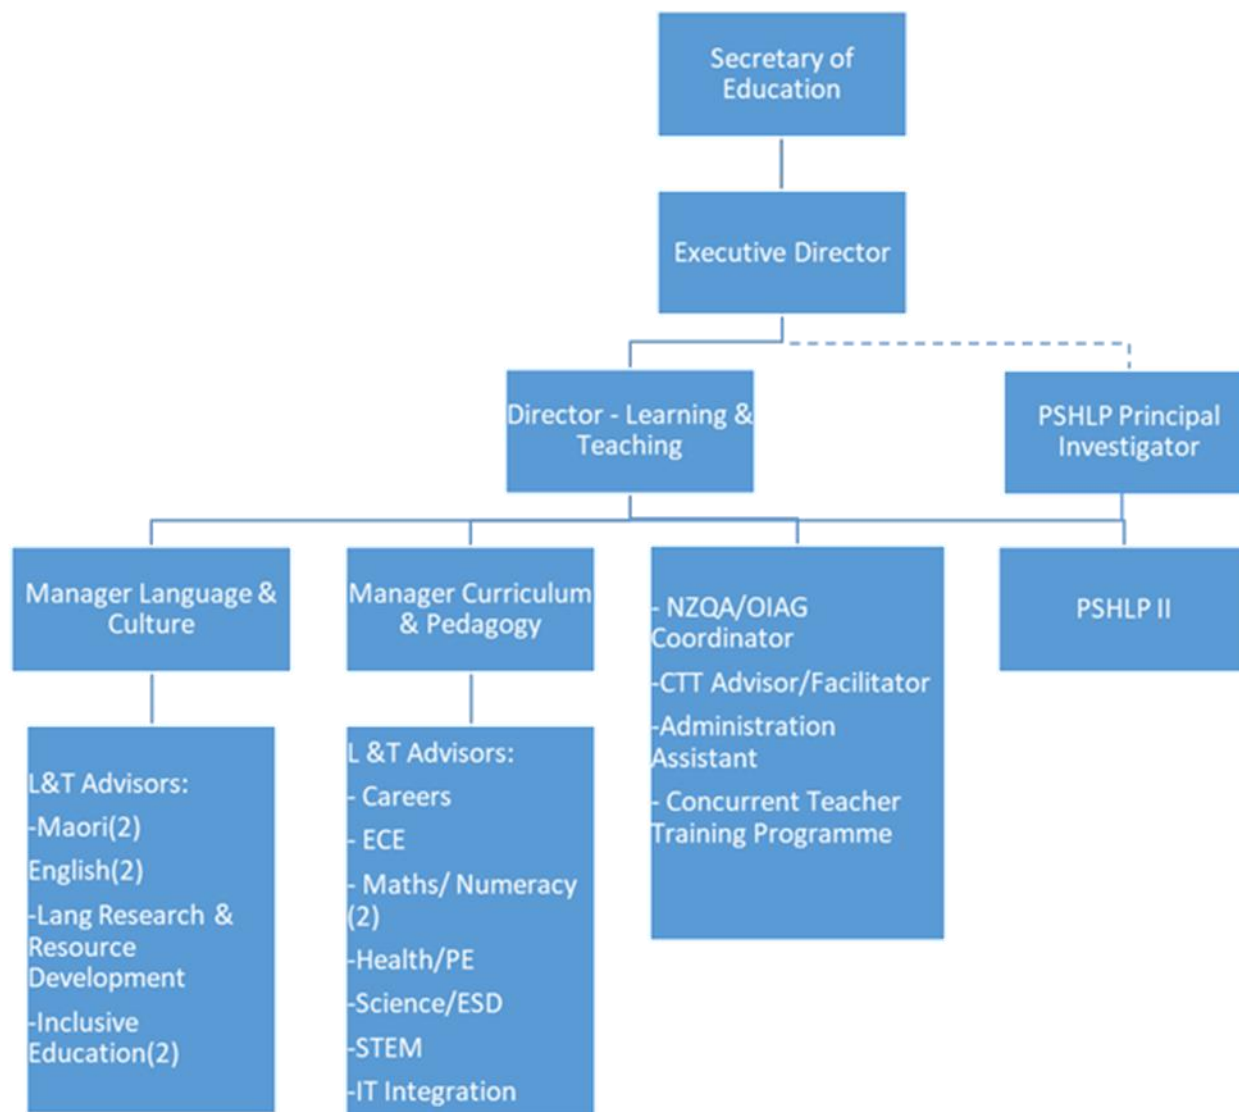 Secretary of
Education
Executive Director
Director - Learning &
Teaching
PSHLP Principal
Investigator
Manager Language &
Culture
Manager Curriculum
& Pedagogy
- NZQA/OIAG
Coordinator
-CTT Advisor/Facilitator
-Administration
Assistant
- Concurrent Teacher
Training Programme
PSHLP II
L&T Advisors:
-Maori(2)
English(2)
-Lang Research &
Resource
Development
-Inclusive
Education(2)
L &T Advisors:
- Careers
- ECE
- Maths/ Numeracy
(2)
-Health/PE
-Science/ESD
-STEM
-IT Integration